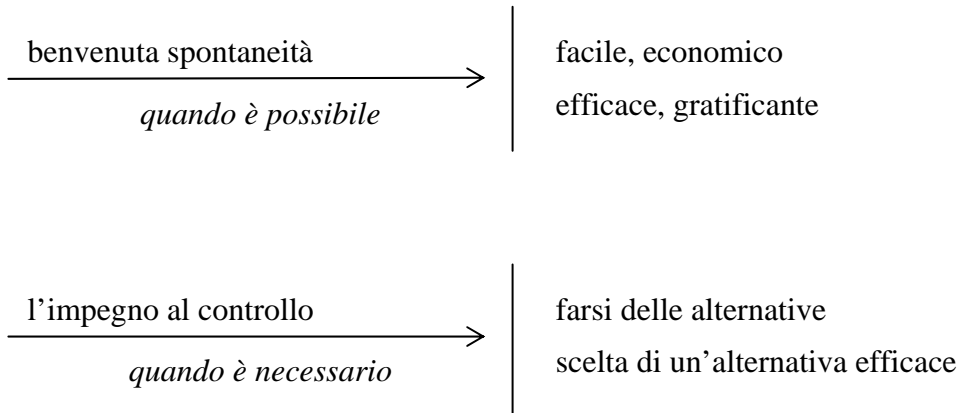 benvenuta spontaneità
quando è possibile
facile, economico
efficace, gratificante
l’impegno al controllo
quando è necessario
farsi delle alternative
scelta di un’alternativa efficace